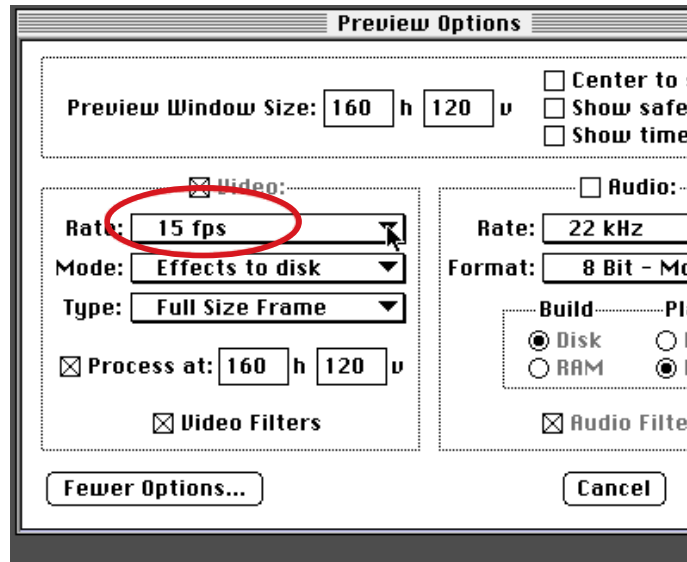 Preview Options
Preview Window Size: 160 h 120 v
Center to
Show safe
Show time
Video:
Rate: 15 fps
Mode: Effects to disk
Type: Full Size Frame
Process at: 160 h 120 v
Video Filters
Audio:
Rate: 22 kHz
Format: 8 Bit - Mo
Build Pl
Disk
RAM
Audio Filte
Fewer Options...
Cancel